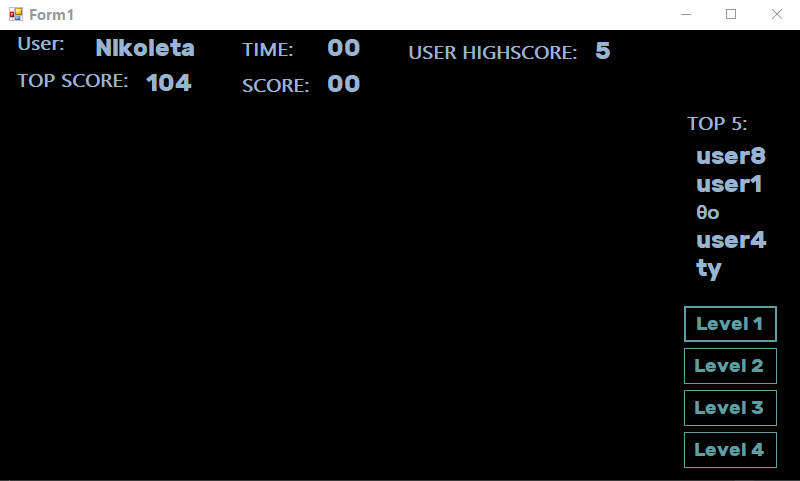 Form1
User: Nikoleta TIME: 00 USER HIGHSCORE: 5
TOP SCORE: 104 SCORE: 00
TOP 5:
user8
user1
θο
user4
ty
Level 1
Level 2
Level 3
Level 4